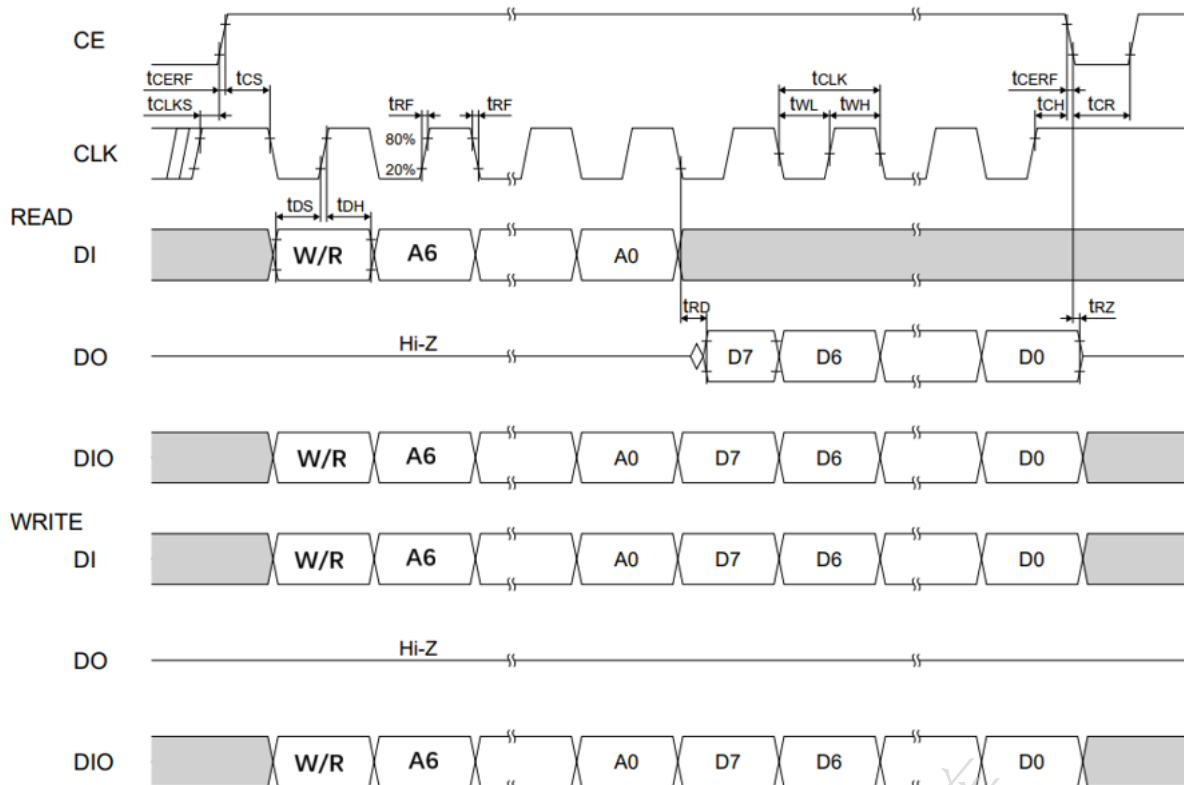 CE
tCERF tCS tCLK tCERF
tCLKS tRF tRF tWL tWH tCH tCR
80%
CLK
20%
tDS tDH
READ
DI W/R A6 A0
tRD tRZ
Hi-Z
DO D7 D6 D0
DIO W/R A6 A0 D7 D6 D0
WRITE
DI W/R A6 A0 D7 D6 D0
Hi-Z
DO
DIO W/R A6 A0 D7 D6 D0